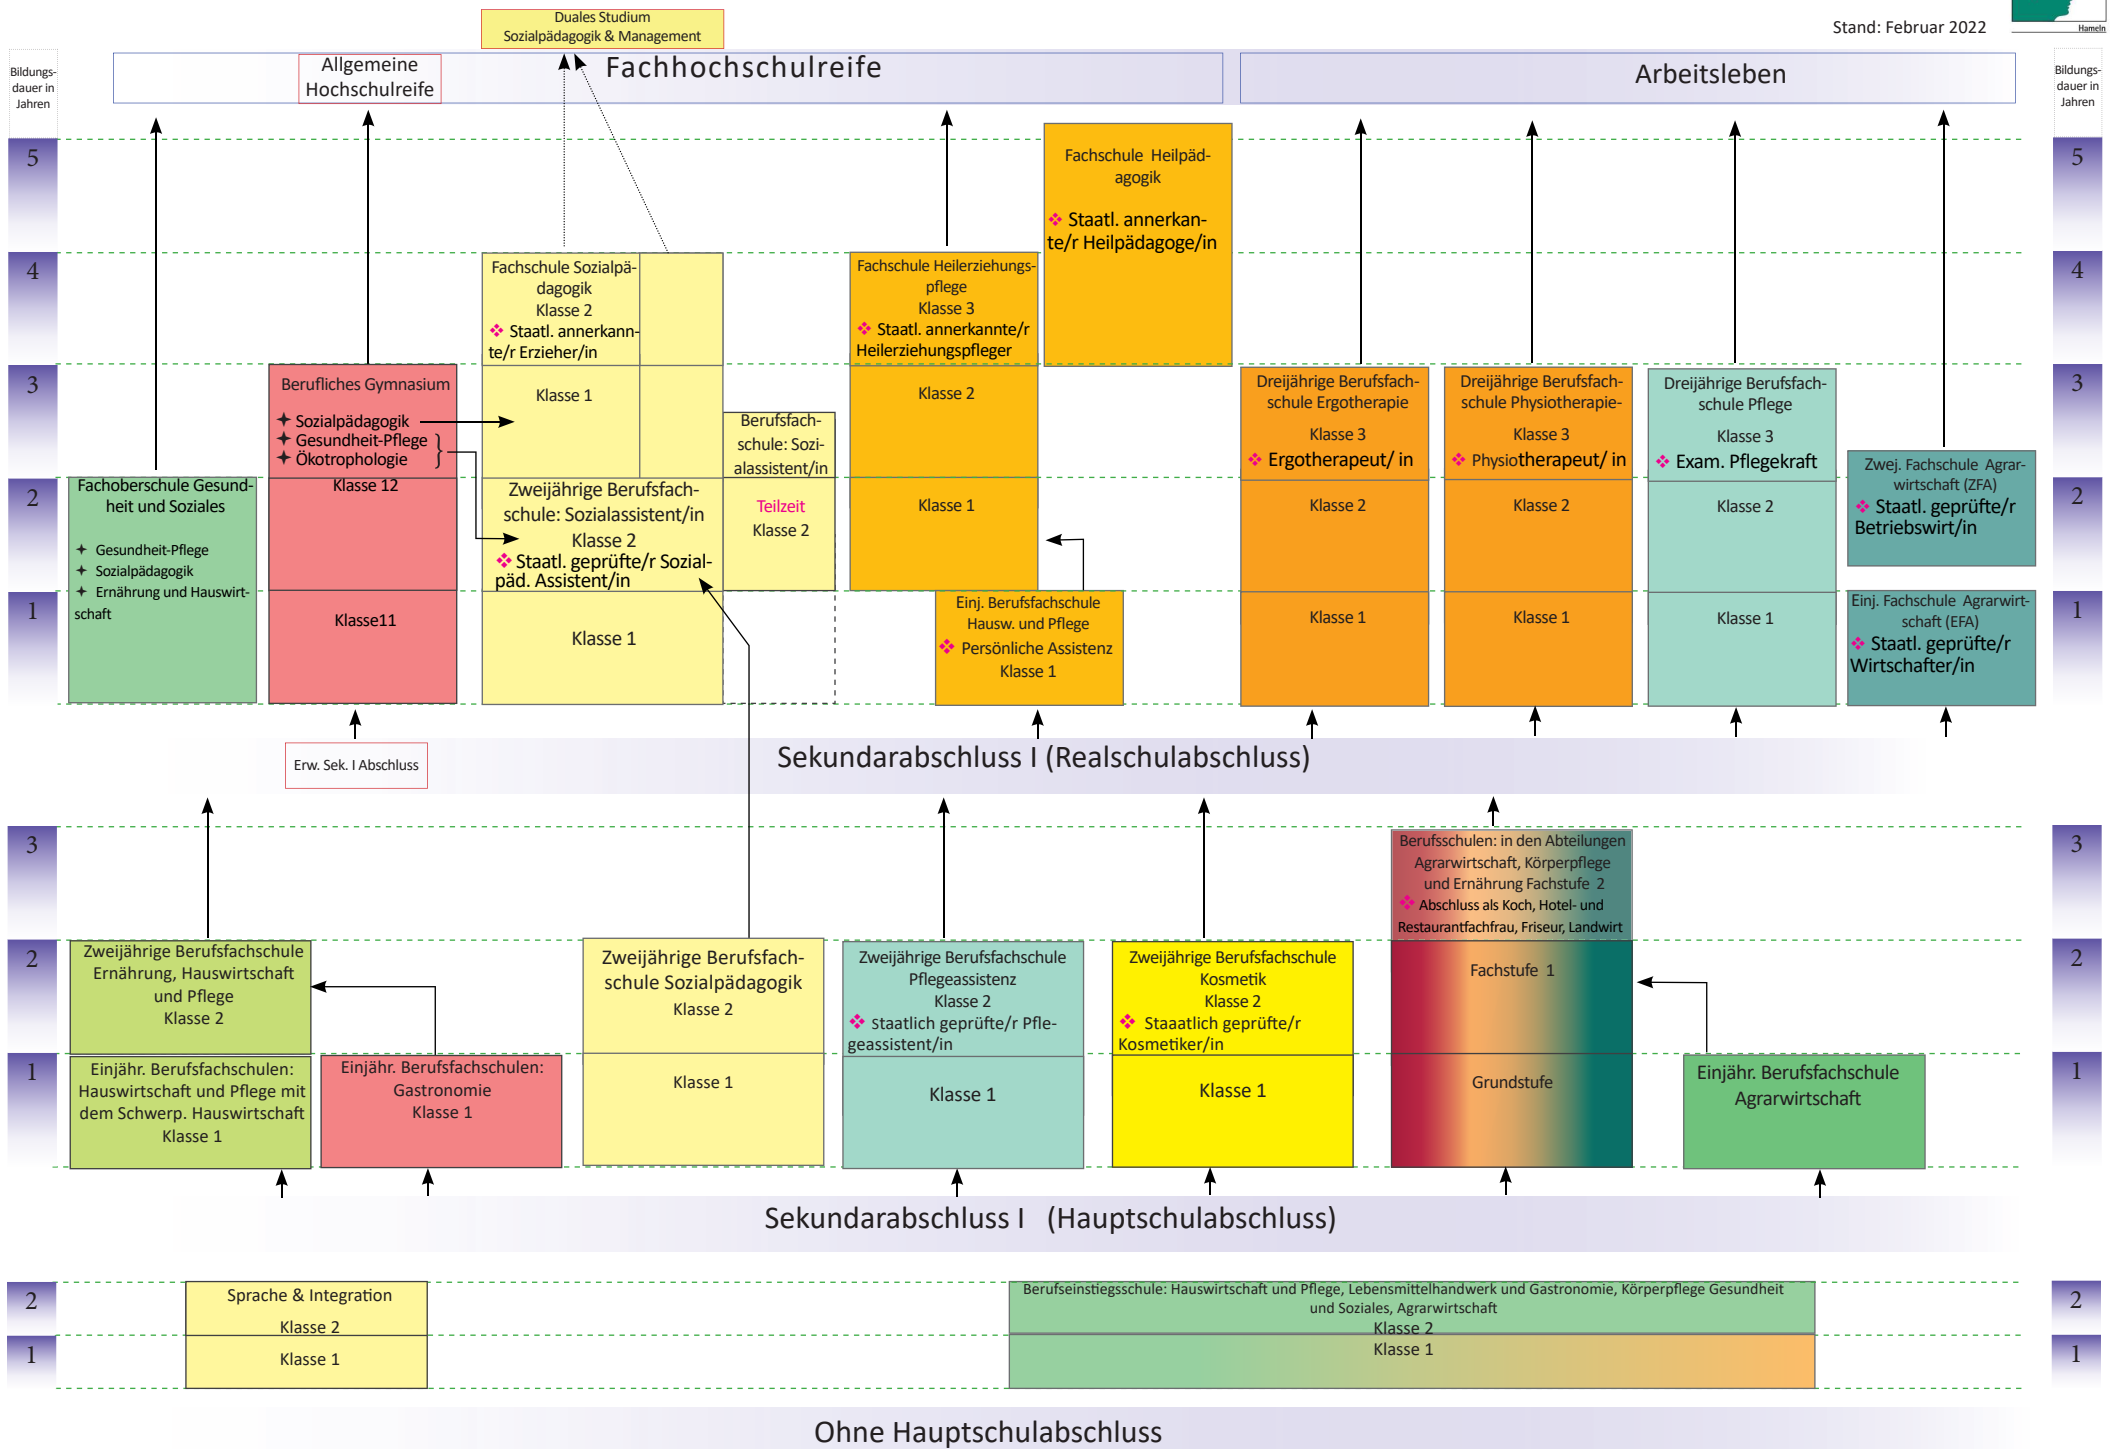 Duales Studium
Sozialpädagogik & Management
Stand: Februar 2022
Hameln
Bildungs-
dauer in
Jahren
Allgemeine
Hochschulreife
Fachhochschulreife
Arbeitsleben
Bildungs-
dauer in
Jahren
5
4
3
2
1
Fachoberschule Gesund-
heit und Soziales
Gesundheit-Pflege
Sozialpädagogik
Ernährung und Hauswirt-
schaft
Berufliches Gymnasium
Sozialpädagogik
Gesundheit-Pflege
Ökotrophologie
Klasse 12
Klasse11
Fachschule Sozialpä-
dagogik
Klasse 2
Staatl. annerkann-
te/r Erzieher/in
Klasse 1
Zweijährige Berufsfach-
schule: Sozialassistent/in
Klasse 2
Staatl. geprüfte/r Sozial-
päd. Assistent/in
Klasse 1
Berufsfach-
schule: Sozi-
alassistent/in
Teilzeit
Klasse 2
Fachschule Heilerziehungs-
pflege
Klasse 3
Staatl. annerkannte/r
Heilerziehungspfleger
Klasse 2
Klasse 1
Einj. Berufsfachschule
Hausw. und Pflege
Persönliche Assistenz
Klasse 1
Fachschule Heilpäd-
agogik
Staatl. annerkan-
te/r Heilpädagoge/in
Dreijährige Berufsfach-
schule Ergotherapie
Klasse 3
Ergotherapeut/ in
Klasse 2
Klasse 1
Dreijährige Berufsfach-
schule Physiotherapie-
Klasse 3
Physiotherapeut/ in
Klasse 2
Klasse 1
Dreijährige Berufsfach-
schule Pflege
Klasse 3
Exam. Pflegekraft
Klasse 2
Klasse 1
Zwej. Fachschule Agrar-
wirtschaft (ZFA)
Staatl. geprüfte/r
Betriebswirt/in
Einj. Fachschule Agrarwirt-
schaft (EFA)
Staatl. geprüfte/r
Wirtschafter/in
5
4
3
2
1
Erw. Sek. I Abschluss
Sekundarabschluss I (Realschulabschluss)
3
2
1
Zweijährige Berufsfachschule
Ernährung, Hauswirtschaft
und Pflege
Klasse 2
Einjähr. Berufsfachschulen:
Hauswirtschaft und Pflege mit
dem Schwerp. Hauswirtschaft
Klasse 1
Einjähr. Berufsfachschulen:
Gastronomie
Klasse 1
Zweijährige Berufsfach-
schule Sozialpädagogik
Klasse 2
Klasse 1
Zweijährige Berufsfachschule
Pflegeassistenz
Klasse 2
Staatlich geprüfte/r Pfle-
geassistent/in
Klasse 1
Zweijährige Berufsfachschule
Kosmetik
Klasse 2
Staaatlich geprüfte/r
Kosmetiker/in
Klasse 1
Berufsschulen: in den Abteilungen
Agrarwirtschaft, Körperpflege
und Ernährung Fachstufe 2
Abschluss als Koch, Hotel- und
Restaurantfachfrau, Friseur, Landwirt
Fachstufe 1
Grundstufe
Einjähr. Berufsfachschule
Agrarwirtschaft
3
2
1
Sekundarabschluss I (Hauptschulabschluss)
2
1
Sprache & Integration
Klasse 2
Klasse 1
Berufseinstiegsschule: Hauswirtschaft und Pflege, Lebensmittelhandwerk und Gastronomie, Körperpflege Gesundheit
und Soziales, Agrarwirtschaft
Klasse 2
Klasse 1
2
1
Ohne Hauptschulabschluss